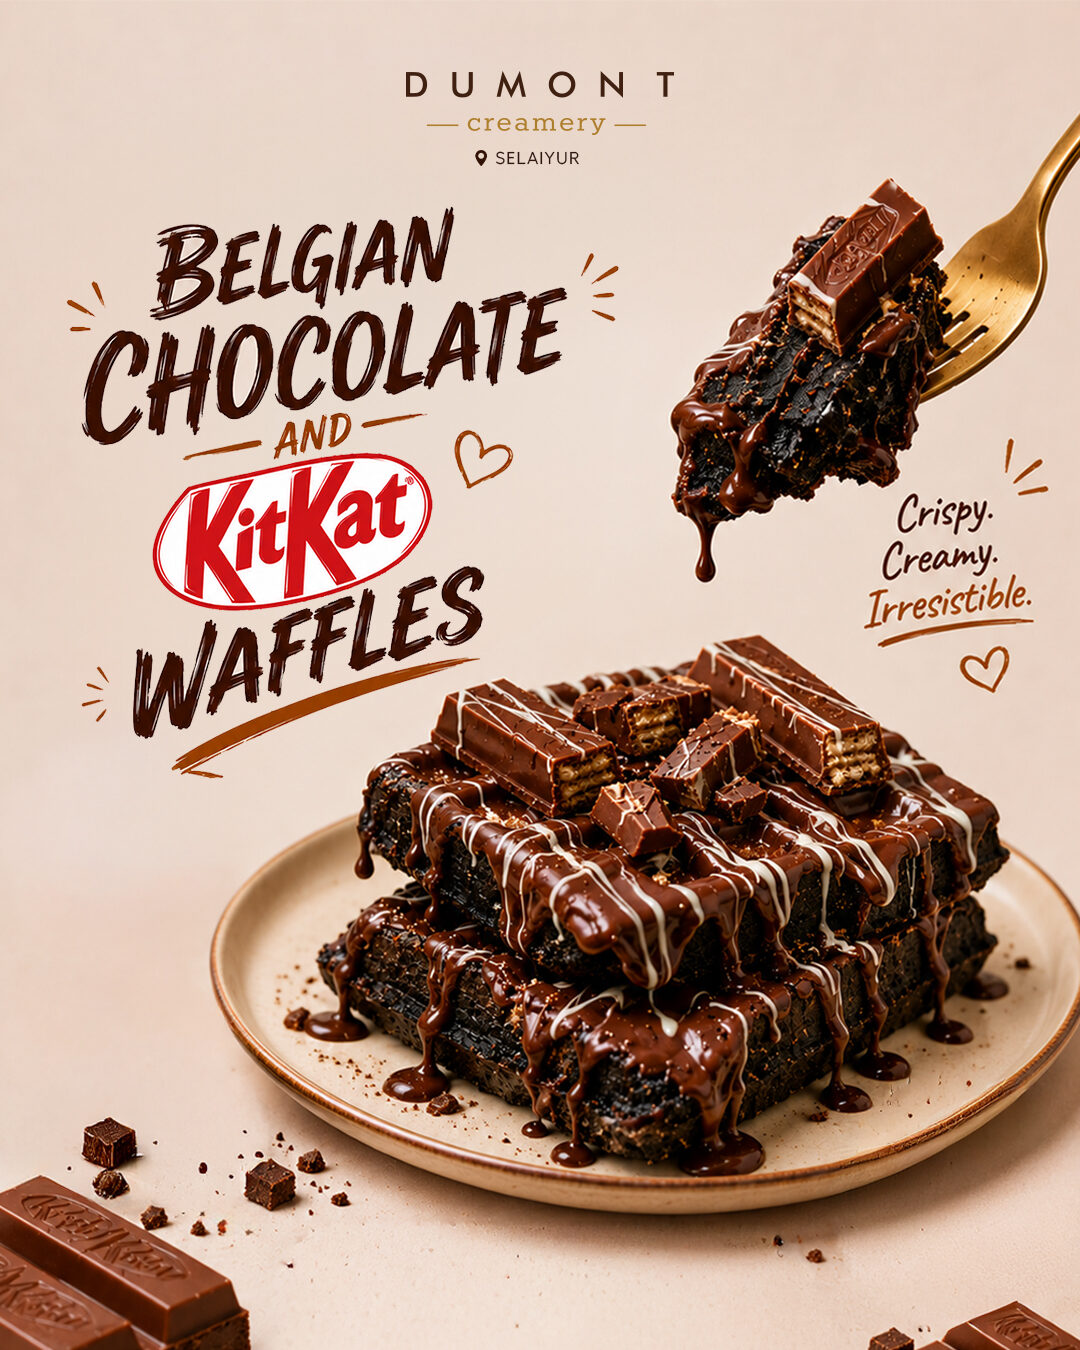 DUMONT
creamery
SELAIYUR
BELGIAN
CHOCOLATE
AND
KitKat®
WAFFLES
Crispy.
Creamy.
Irresistible.